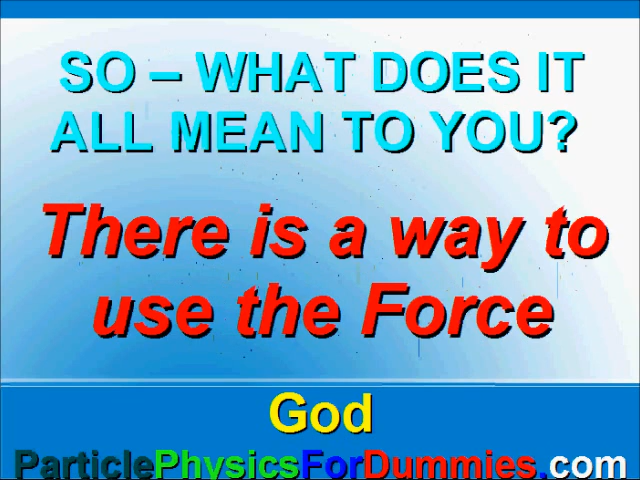 SO – WHAT DOES IT
ALL MEAN TO YOU?
There is a way to
use the Force
God
ParticlePhysicsForDummies.com